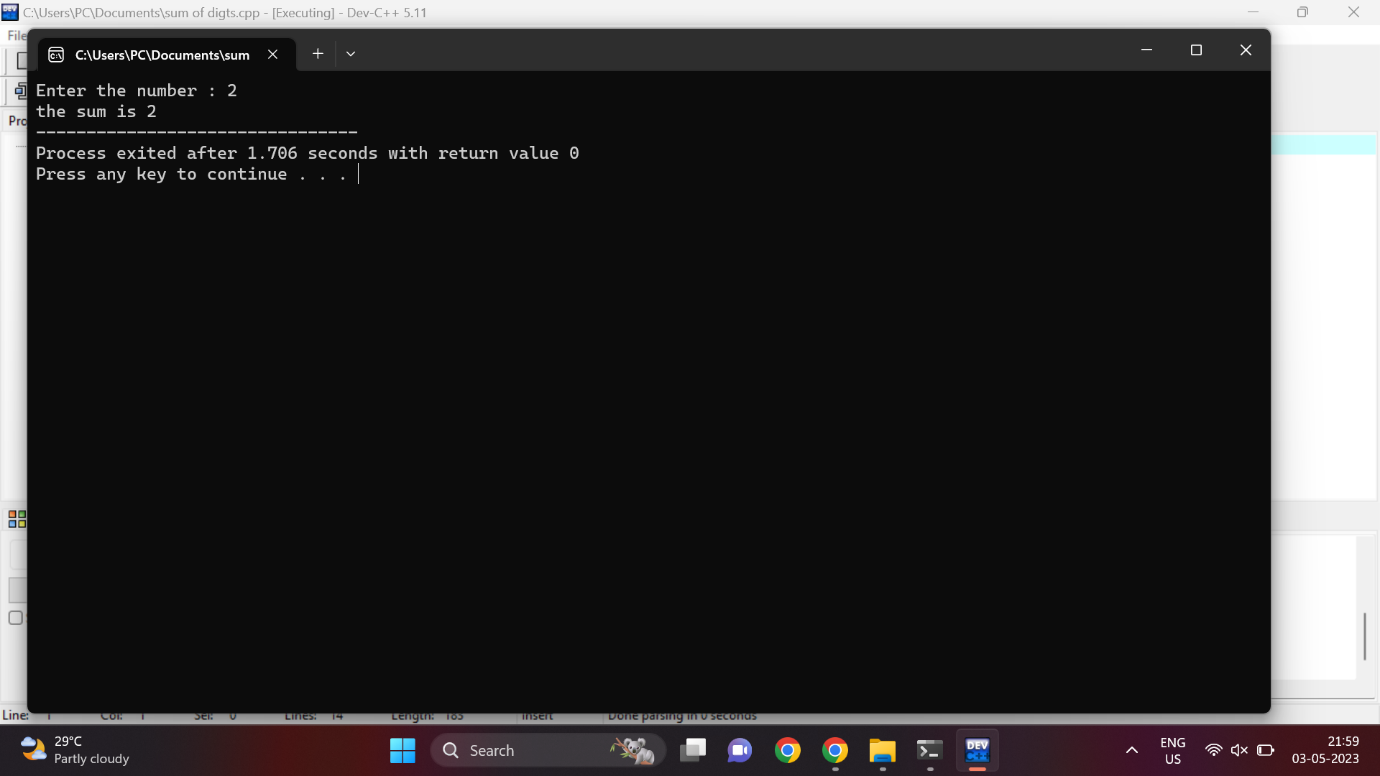 C:\Users\PC\Documents\sum of digts.cpp - [Executing] - Dev-C++ 5.11
File
C:\Users\PC\Documents\sum
Enter the number : 2
the sum is 2
--------------------------------
Process exited after 1.706 seconds with return value 0
Press any key to continue . . .
Line: 1 Col: 1 Sel: 0 Lines: 14 Length: 185 Insert Done parsing in 0 seconds
29°C
Partly cloudy
Search
DEV
ENG
US
21:59
03-05-2023